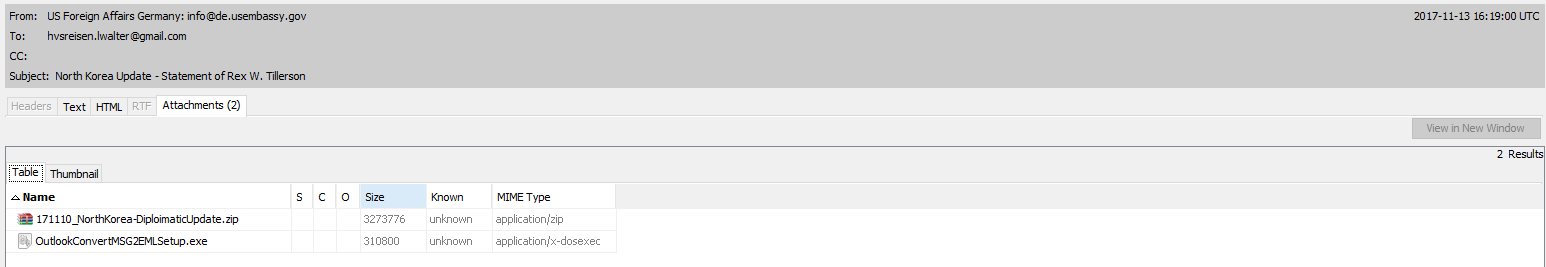 From: US Foreign Affairs Germany: info@de.usembassy.gov 2017-11-13 16:19:00 UTC
To: hvsreisen.lwalter@gmail.com
CC:
Subject: North Korea Update - Statement of Rex W. Tillerson
Headers Text HTML RTF Attachments (2)
View in New Window
2 Results
Table Thumbnail
Name S C O Size Known MIME Type
171110_NorthKorea-DiploimaticUpdate.zip 3273776 unknown application/zip
OutlookConvertMSG2EMLSetup.exe 310800 unknown application/x-dosexec